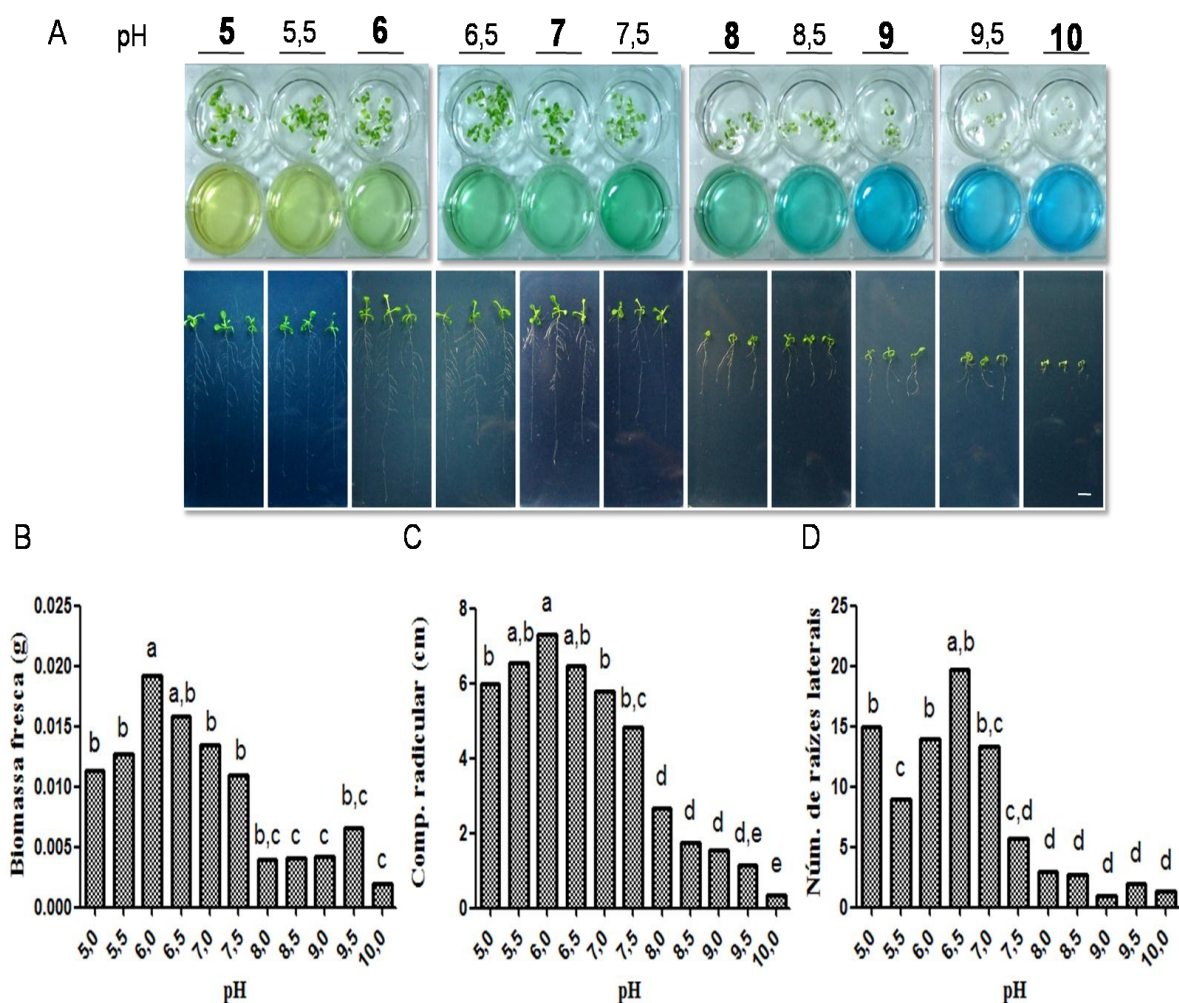 A pH 5 5,5 6 6,5 7 7,5 8 8,5 9 9,5 10
B
Biomassa fresca (g)
0.025
0.020
0.015
0.010
0.005
0.000
b b a a,b b b b,c c c b,c c
5,0 5,5 6,0 6,5 7,0 7,5 8,0 8,5 9,0 9,5 10,0
pH
C
Comp. radicular (cm)
8
6
4
2
0
b a,b a a,b b b,c d d d d,e e
5,0 5,5 6,0 6,5 7,0 7,5 8,0 8,5 9,0 9,5 10,0
pH
D
Núm. de raízes laterais
25
20
15
10
5
0
b c b a,b b,c c,d d d d d d
5,0 5,5 6,0 6,5 7,0 7,5 8,0 8,5 9,0 9,5 10,0
pH